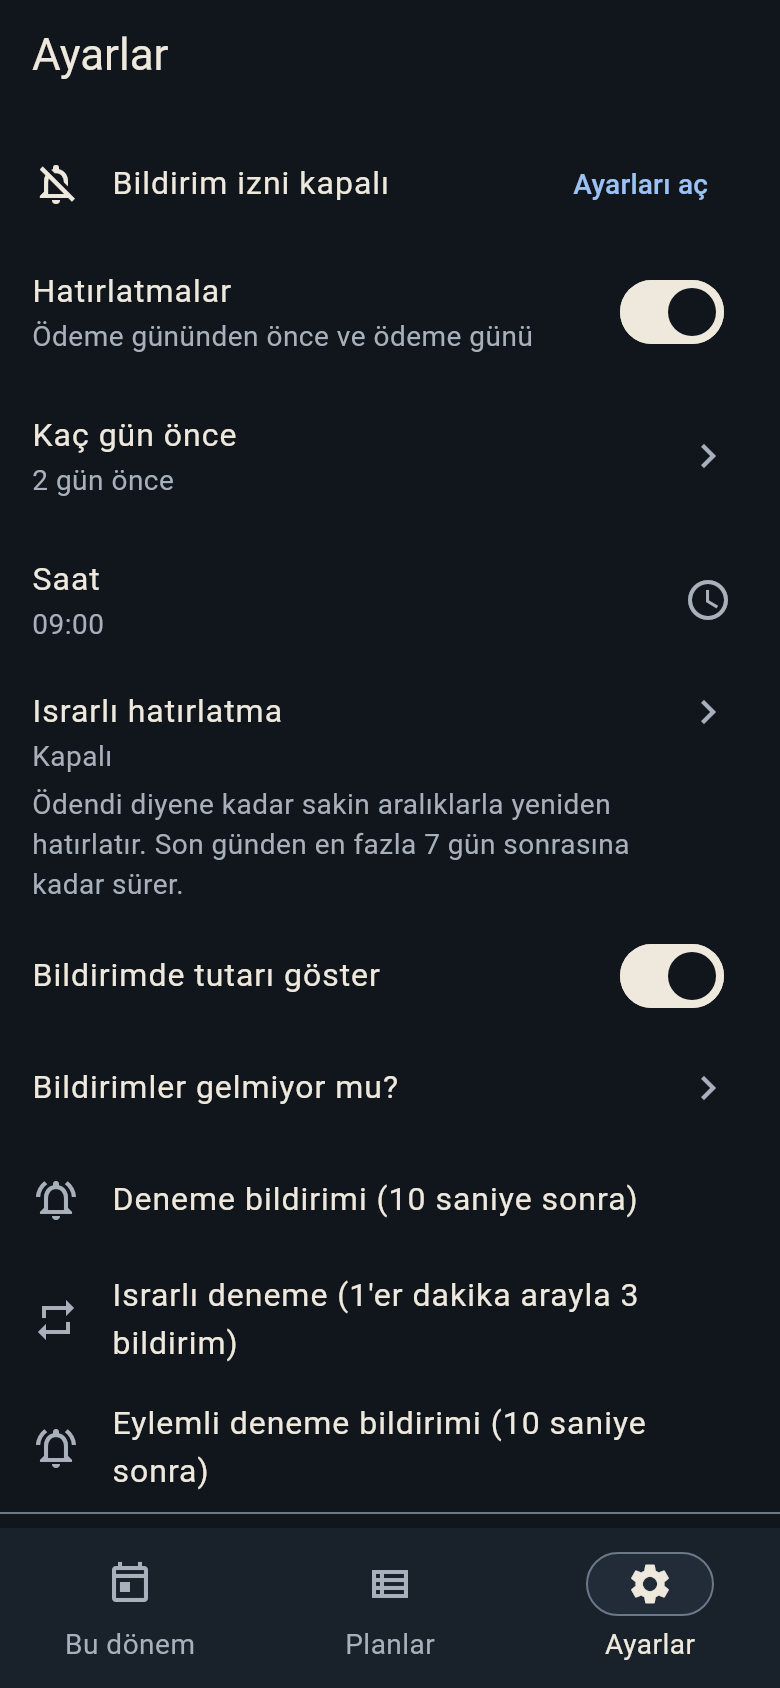 Ayarlar
Bildirim izni kapalı
Ayarları aç
Hatırlatmalar
Ödeme gününden önce ve ödeme günü
Kaç gün önce
2 gün önce
Saat
09:00
Israrlı hatırlatma
Kapalı
Ödendi diyene kadar sakin aralıklarla yeniden
hatırlatır. Son günden en fazla 7 gün sonrasına
kadar sürer.
Bildirimde tutarı göster
Bildirimler gelmiyor mu?
Deneme bildirimi (10 saniye sonra)
Israrlı deneme (1'er dakika arayla 3
bildirim)
Eylemli deneme bildirimi (10 saniye
sonra)
Bu dönem
Planlar
Ayarlar